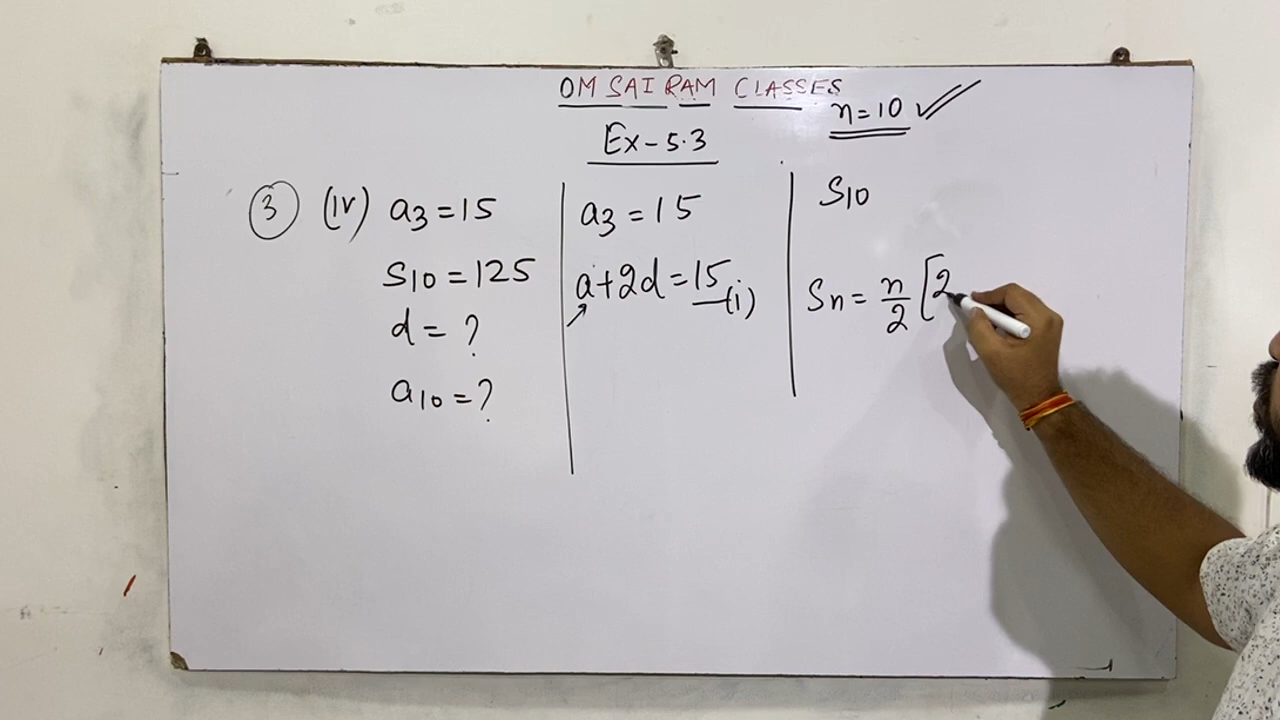 OM SAI RAM CLASSES
n=10 ✓
Ex-5.3
3 (iv) a3=15
S10=125
d=?
a10=?
a3=15
a+2d=15 (i)
S10
Sn=n/2[2